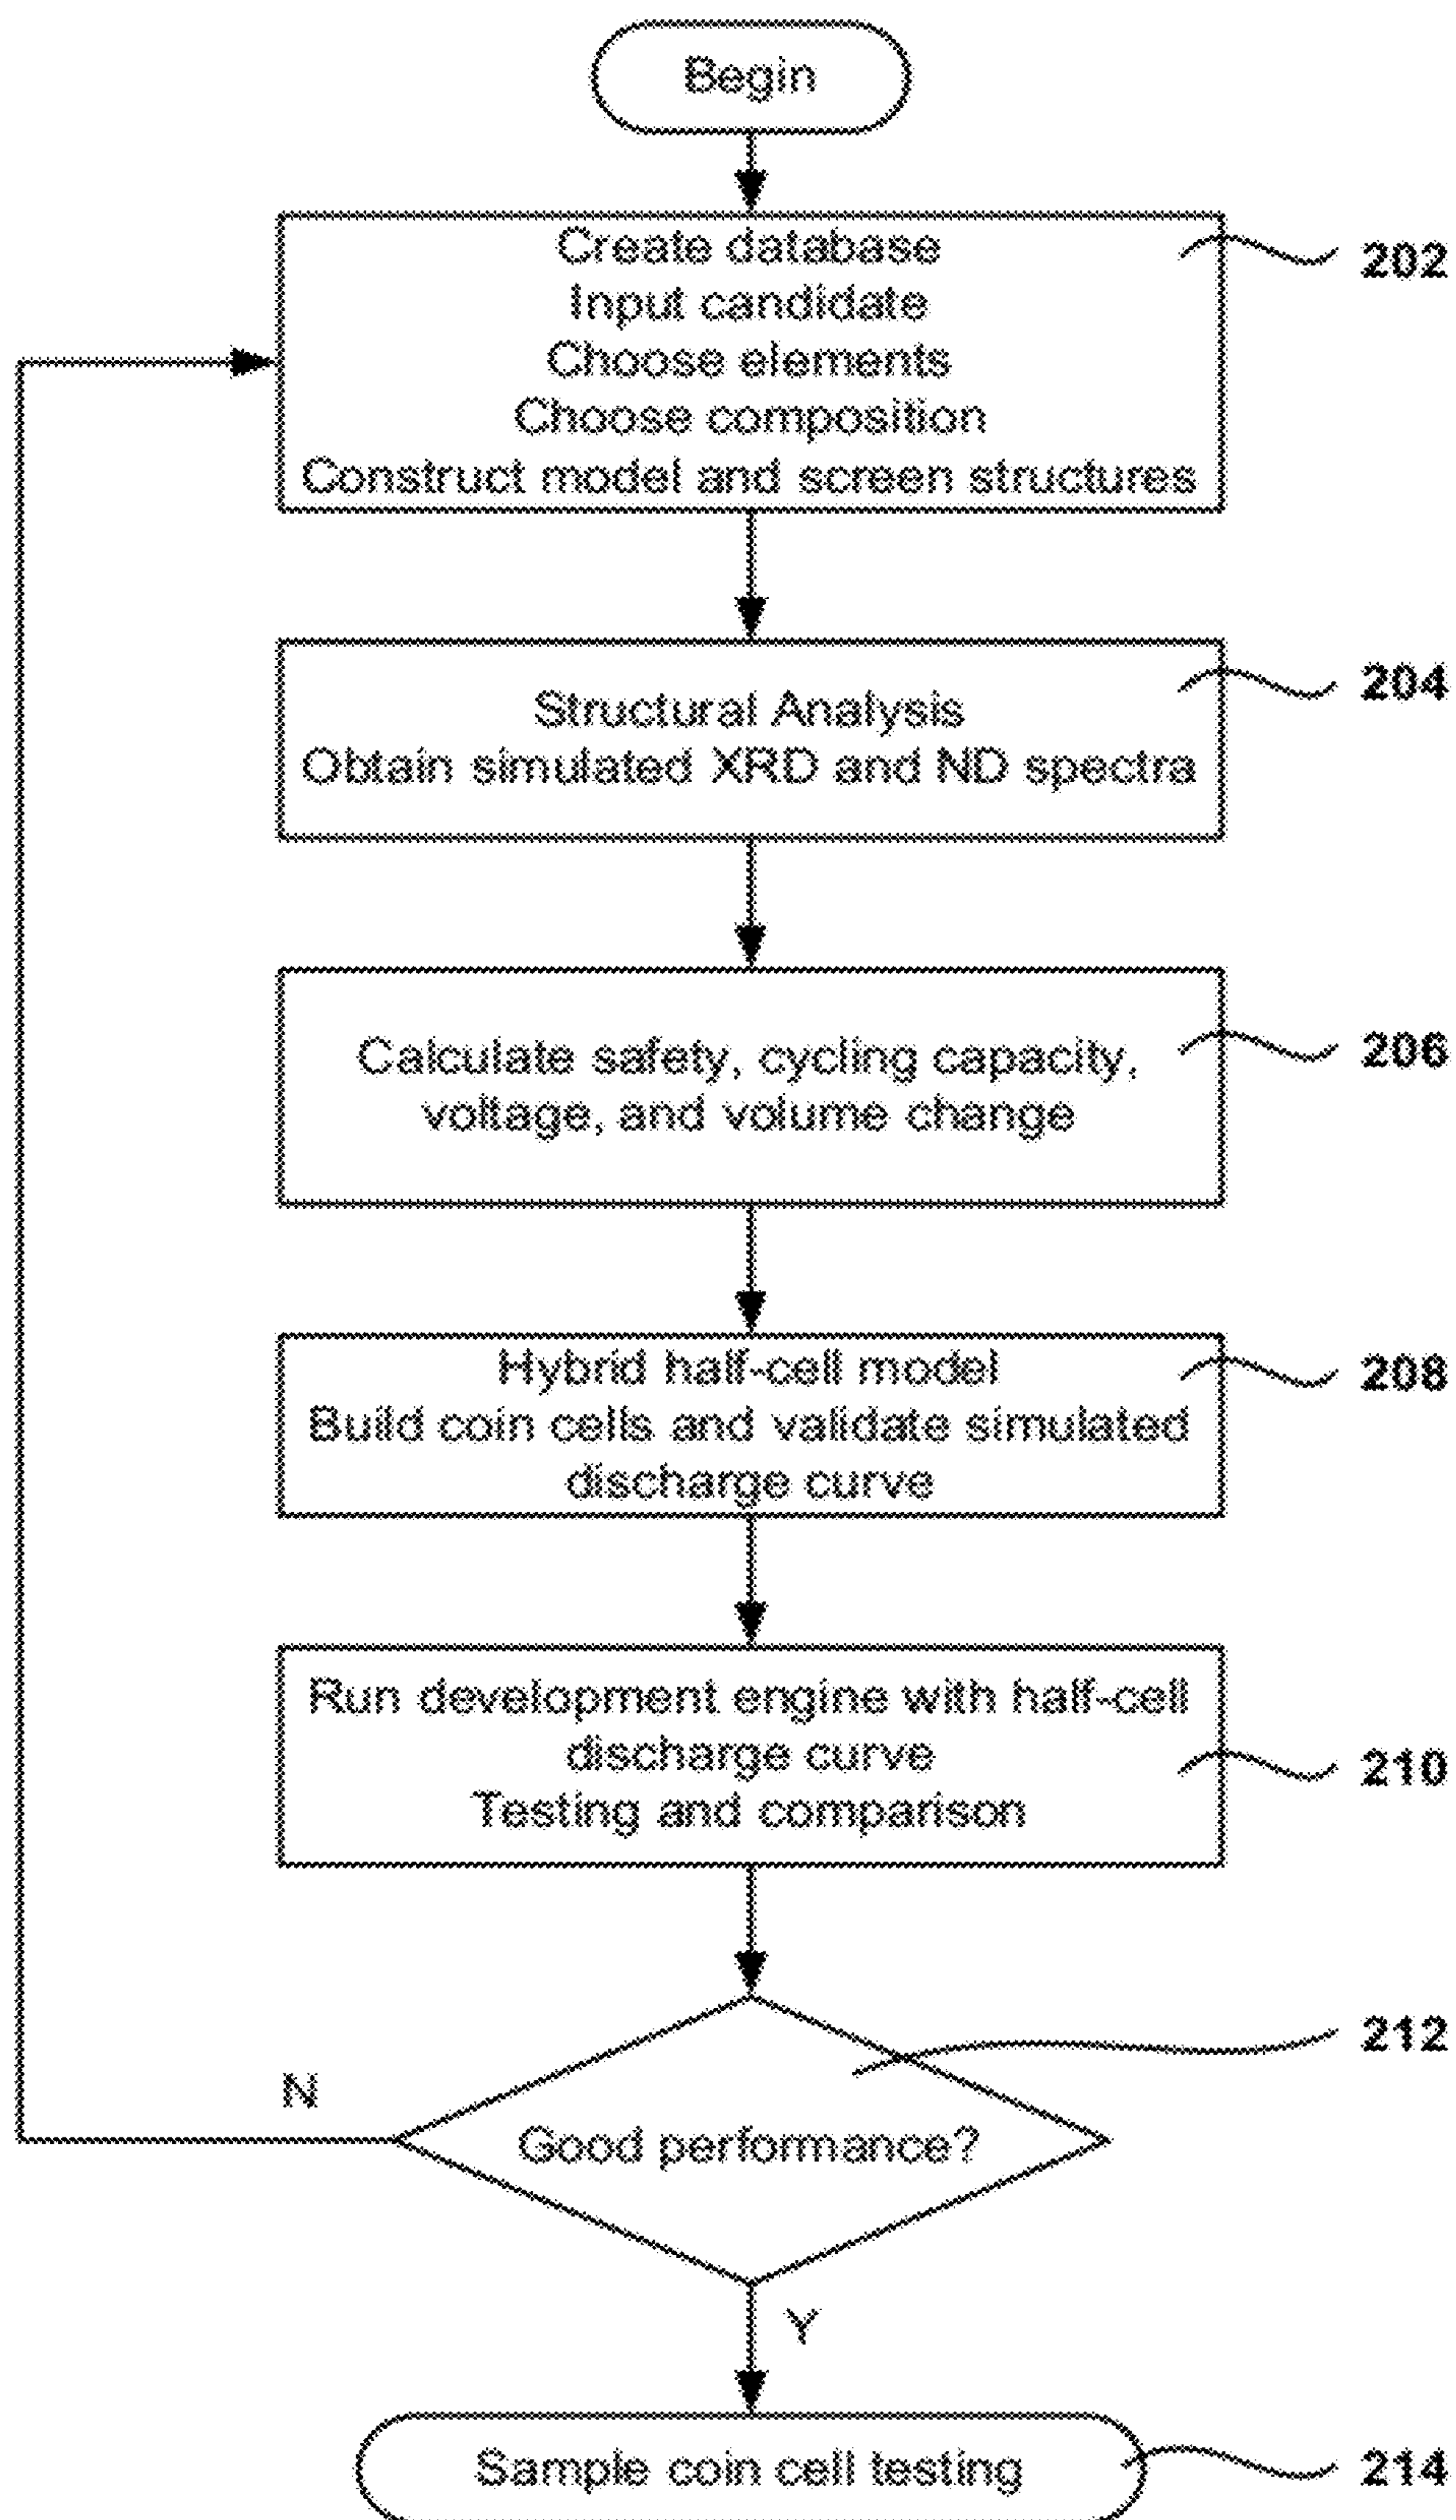 Begin
Create database
202
Input candidate
Choose elements
Choose composition
Construct model and screen structures
Structural Analysis
204
Obtain simulated XRD and ND spectra
Calculate safety, cycling capacity,
206
voltage, and volume change
Hybrid half-cell model
208
Build coin cells and validate simulated
discharge curve
Run development engine with half-cell
discharge curve
210
Testing and comparison
212
N
Good performance?
Y
Sample coin cell testing
214